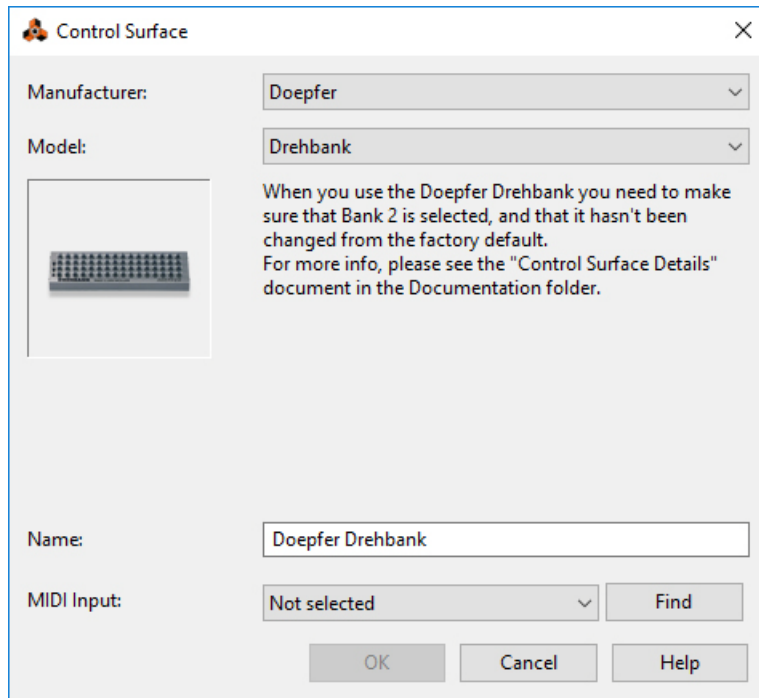 Control Surface
Manufacturer:
Doepfer
Model:
Drehbank
When you use the Doepfer Drehbank you need to make
sure that Bank 2 is selected, and that it hasn't been
changed from the factory default.
For more info, please see the "Control Surface Details"
document in the Documentation folder.
Name:
Doepfer Drehbank
MIDI Input:
Not selected
Find
OK
Cancel
Help